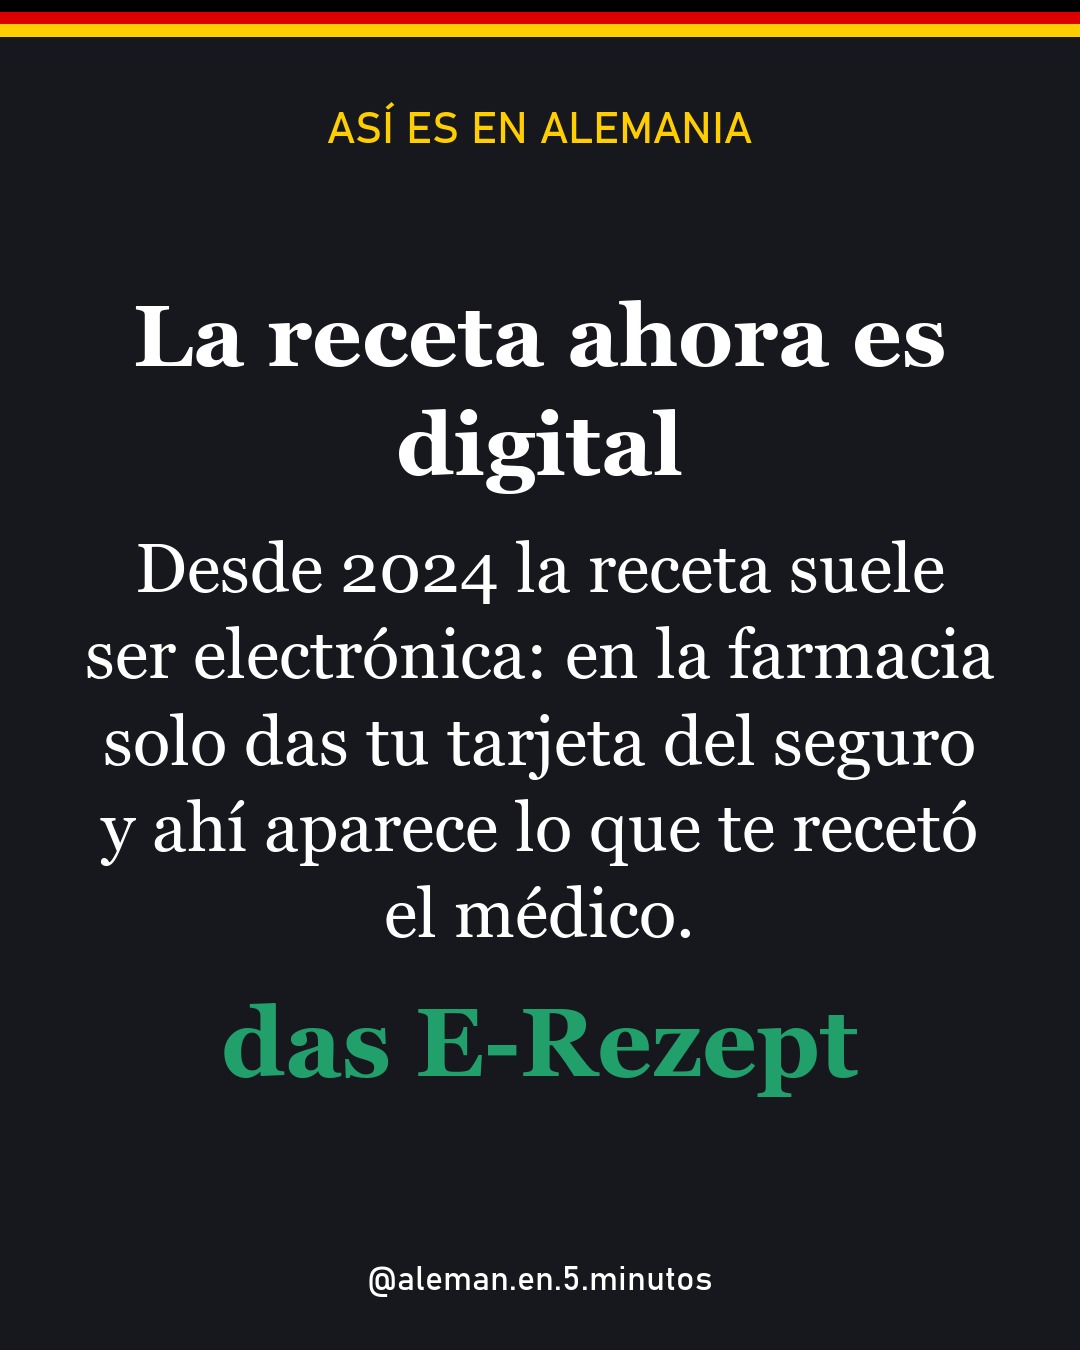 ASÍ ES EN ALEMANIA
La receta ahora es
digital
Desde 2024 la receta suele
ser electrónica: en la farmacia
solo das tu tarjeta del seguro
y ahí aparece lo que te recetó
el médico.
das E-Rezept
@aleman.en.5.minutos